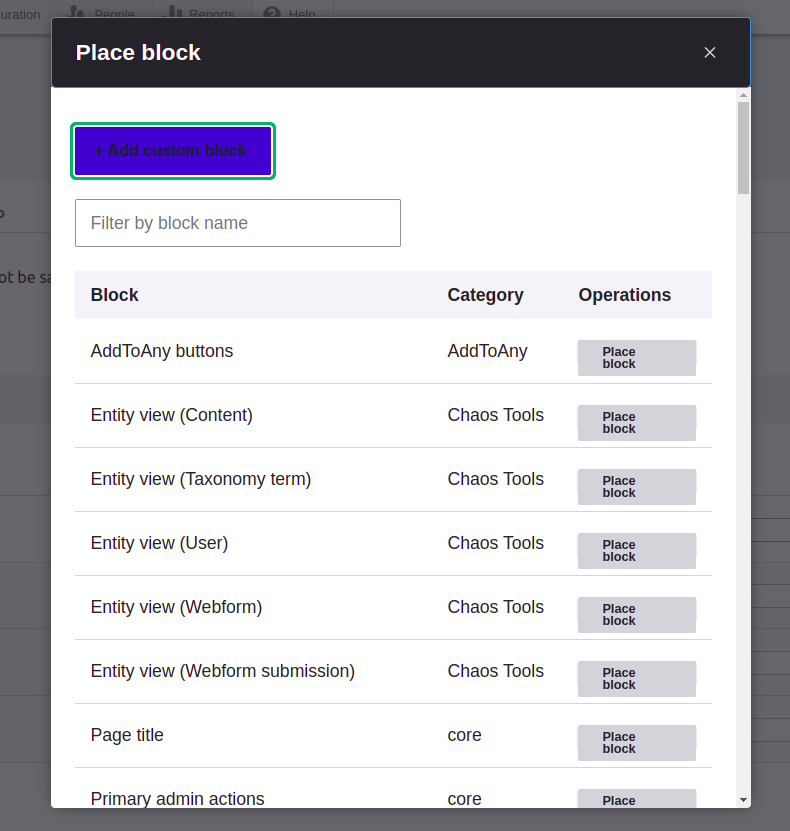 uration People Reports Help
Place block
+ Add custom block
Filter by block name
Block Category Operations
AddToAny buttons AddToAny Place
block
Entity view (Content) Chaos Tools Place
block
Entity view (Taxonomy term) Chaos Tools Place
block
Entity view (User) Chaos Tools Place
block
Entity view (Webform) Chaos Tools Place
block
Entity view (Webform submission) Chaos Tools Place
block
Page title core Place
block
Primary admin actions core Place
ot be sa